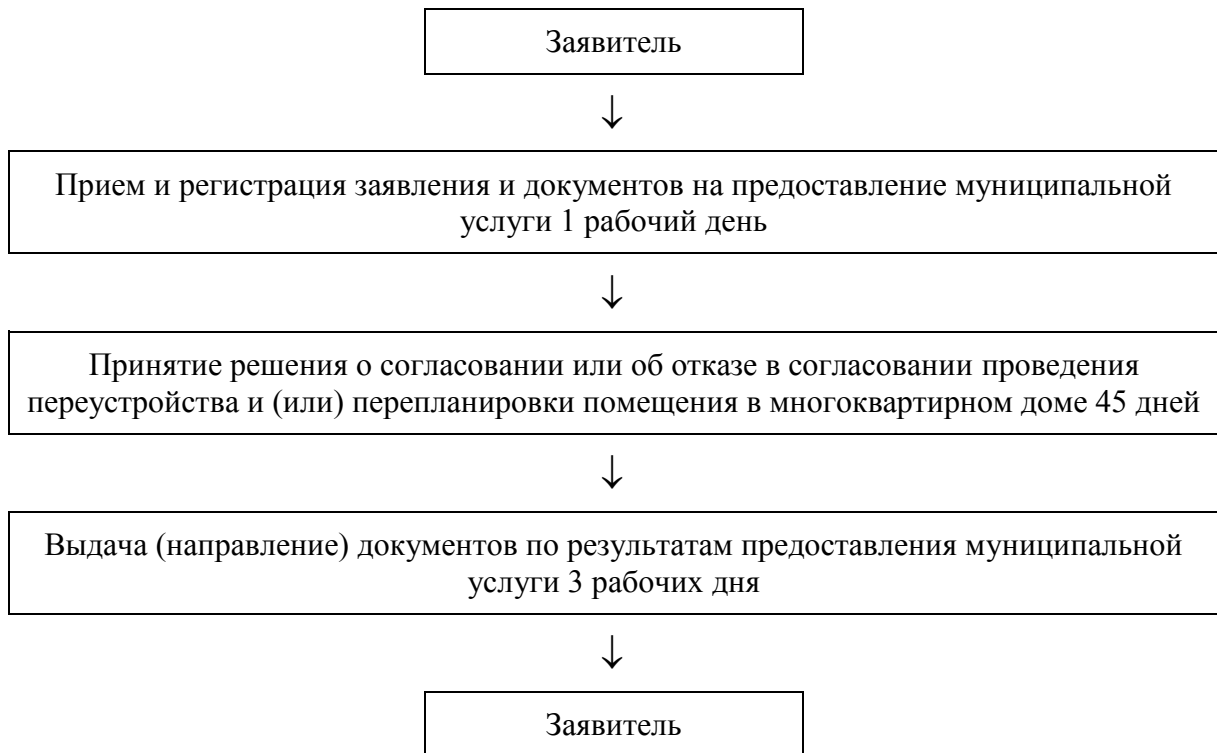 Заявитель
↓
Прием и регистрация заявления и документов на предоставление муниципальной
услуги 1 рабочий день
↓
Принятие решения о согласовании или об отказе в согласовании проведения
переустройства и (или) перепланировки помещения в многоквартирном доме 45 дней
↓
Выдача (направление) документов по результатам предоставления муниципальной
услуги 3 рабочих дня
↓
Заявитель